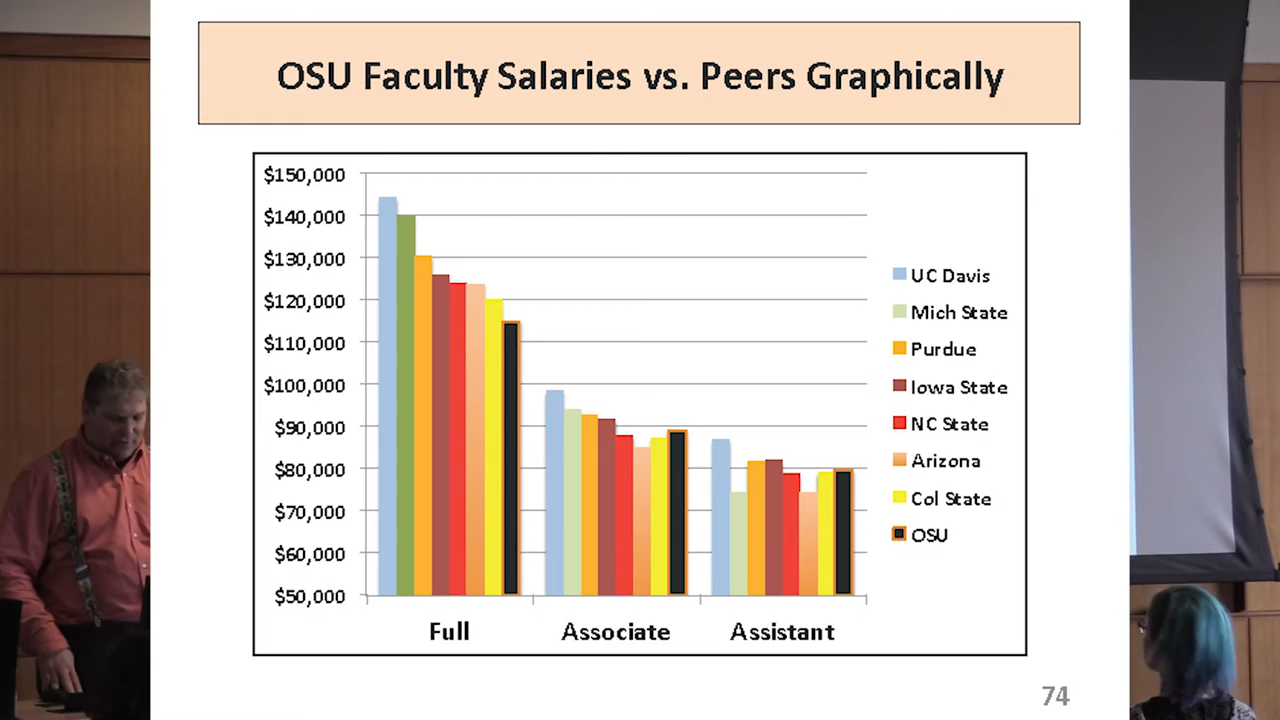 OSU Faculty Salaries vs. Peers Graphically
$150,000
$140,000
$130,000
$120,000
$110,000
$100,000
$90,000
$80,000
$70,000
$60,000
$50,000
Full
Associate
Assistant
UC Davis
Mich State
Purdue
Iowa State
NC State
Arizona
Col State
OSU
74